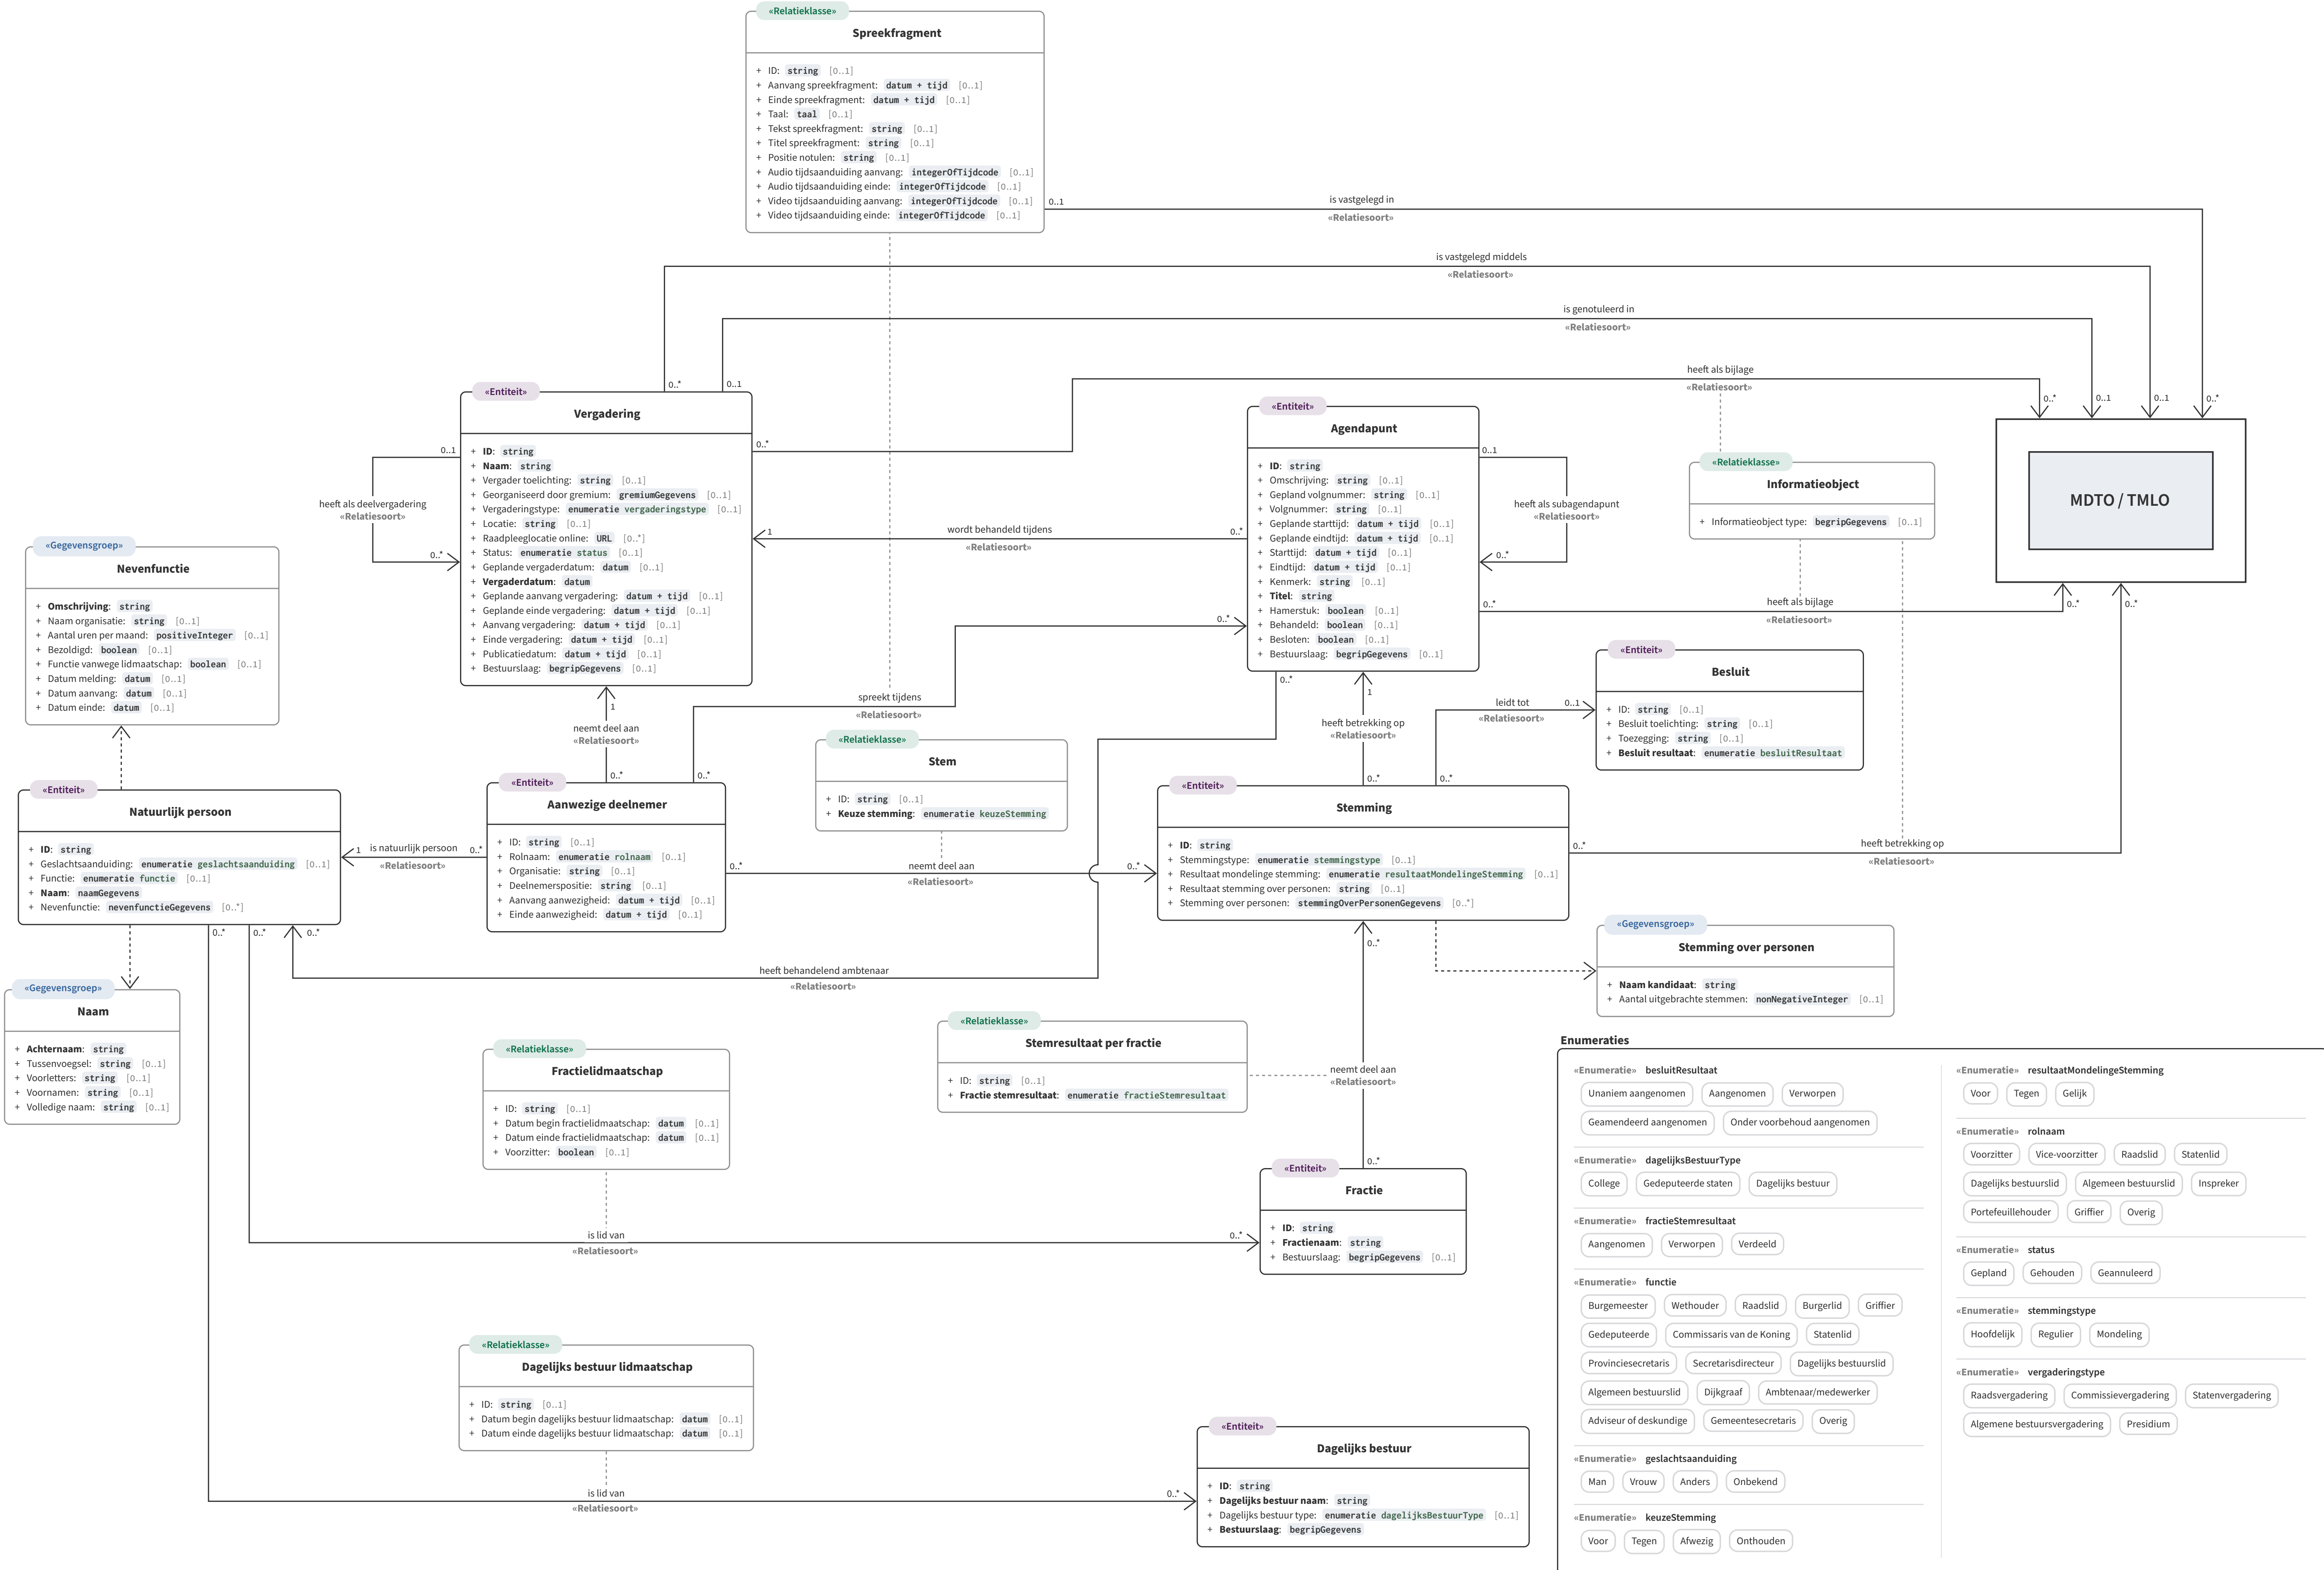 «Relatieklasse»
Spreekfragment
+ ID: string [0..1]
+ Aanvang spreekfragment: datum + tijd [0..1]
+ Einde spreekfragment: datum + tijd [0..1]
+ Taal: taal [0..1]
+ Tekst spreekfragment: string [0..1]
+ Titel spreekfragment: string [0..1]
+ Positie notulen: string [0..1]
+ Audio tijdsaanduiding aanvang: integerOfTijdcode [0..1]
+ Audio tijdsaanduiding einde: integerOfTijdcode [0..1]
+ Video tijdsaanduiding aanvang: integerOfTijdcode [0..1]
+ Video tijdsaanduiding einde: integerOfTijdcode [0..1]
0..1
is vastgelegd in
«Relatiesoort»
is vastgelegd middels
«Relatiesoort»
is genotuleerd in
«Relatiesoort»
heeft als bijlage
«Relatiesoort»
0..*
0..1
0..*
0..1
0..1
0..*
«Entiteit»
Vergadering
+ ID: string
+ Naam: string
+ Vergader toelichting: string [0..1]
+ Georganiseerd door gremium: gremiumGegevens [0..1]
+ Vergaderingstype: enumeratie vergaderingstype [0..1]
+ Locatie: string [0..1]
+ Raadpleeglocatie online: URL [0..*]
+ Status: enumeratie status [0..1]
+ Geplande vergaderdatum: datum [0..1]
+ Vergaderdatum: datum
+ Geplande aanvang vergadering: datum + tijd [0..1]
+ Geplande einde vergadering: datum + tijd [0..1]
+ Aanvang vergadering: datum + tijd [0..1]
+ Einde vergadering: datum + tijd [0..1]
+ Publicatiedatum: datum + tijd [0..1]
+ Bestuurslaag: begripGegevens [0..1]
0..*
0..1
heeft als deelvergadering
«Relatiesoort»
0..*
1
wordt behandeld tijdens
«Relatiesoort»
0..*
«Entiteit»
Agendapunt
+ ID: string
+ Omschrijving: string [0..1]
+ Gepland volgnummer: string [0..1]
+ Volgnummer: string [0..1]
+ Geplande starttijd: datum + tijd [0..1]
+ Geplande eindtijd: datum + tijd [0..1]
+ Starttijd: datum + tijd [0..1]
+ Eindtijd: datum + tijd [0..1]
+ Kenmerk: string [0..1]
+ Titel: string
+ Hamerstuk: boolean [0..1]
+ Behandeld: boolean [0..1]
+ Besloten: boolean [0..1]
+ Bestuurslaag: begripGegevens [0..1]
0..1
heeft als subagendapunt
«Relatiesoort»
0..*
«Relatieklasse»
Informatieobject
+ Informatieobject type: begripGegevens [0..1]
MDTO / TMLO
0..*
heeft als bijlage
«Relatiesoort»
0..*
0..*
«Gegevensgroep»
Nevenfunctie
+ Omschrijving: string
+ Naam organisatie: string [0..1]
+ Aantal uren per maand: positiveInteger [0..1]
+ Bezoldigd: boolean [0..1]
+ Functie vanwege lidmaatschap: boolean [0..1]
+ Datum melding: datum [0..1]
+ Datum aanvang: datum [0..1]
+ Datum einde: datum [0..1]
1
neemt deel aan
«Relatiesoort»
0..*
0..*
spreekt tijdens
«Relatiesoort»
0..*
0..*
1
heeft betrekking op
«Relatiesoort»
0..*
0..*
leidt tot
«Relatiesoort»
0..1
«Entiteit»
Besluit
+ ID: string [0..1]
+ Besluit toelichting: string [0..1]
+ Toezegging: string [0..1]
+ Besluit resultaat: enumeratie besluitResultaat
«Entiteit»
Natuurlijk persoon
+ ID: string
+ Geslachtsaanduiding: enumeratie geslachtsaanduiding [0..1]
+ Functie: enumeratie functie [0..1]
+ Naam: naamGegevens
+ Nevenfunctie: nevenfunctieGegevens [0..*]
1
is natuurlijk persoon
«Relatiesoort»
0..*
«Entiteit»
Aanwezige deelnemer
+ ID: string [0..1]
+ Rolnaam: enumeratie rolnaam [0..1]
+ Organisatie: string [0..1]
+ Deelnemerspositie: string [0..1]
+ Aanvang aanwezigheid: datum + tijd [0..1]
+ Einde aanwezigheid: datum + tijd [0..1]
«Relatieklasse»
Stem
+ ID: string [0..1]
+ Keuze stemming: enumeratie keuzeStemming
0..*
neemt deel aan
«Relatiesoort»
0..*
«Entiteit»
Stemming
+ ID: string
+ Stemmingstype: enumeratie stemmingstype [0..1]
+ Resultaat mondelinge stemming: enumeratie resultaatMondelingeStemming [0..1]
+ Resultaat stemming over personen: string [0..1]
+ Stemming over personen: stemmingOverPersonenGegevens [0..*]
0..*
heeft betrekking op
«Relatiesoort»
0..*
0..*
0..*
heeft behandelend ambtenaar
«Relatiesoort»
0..*
«Gegevensgroep»
Stemming over personen
+ Naam kandidaat: string
+ Aantal uitgebrachte stemmen: nonNegativeInteger [0..1]
«Gegevensgroep»
Naam
+ Achternaam: string
+ Tussenvoegsel: string [0..1]
+ Voorletters: string [0..1]
+ Voornamen: string [0..1]
+ Volledige naam: string [0..1]
«Relatieklasse»
Fractielidmaatschap
+ ID: string [0..1]
+ Datum begin fractielidmaatschap: datum [0..1]
+ Datum einde fractielidmaatschap: datum [0..1]
+ Voorzitter: boolean [0..1]
«Relatieklasse»
Stemresultaat per fractie
+ ID: string [0..1]
+ Fractie stemresultaat: enumeratie fractieStemresultaat
neemt deel aan
«Relatiesoort»
0..*
«Entiteit»
Fractie
+ ID: string
+ Fractienaam: string
+ Bestuurslaag: begripGegevens [0..1]
is lid van
«Relatiesoort»
0..*
«Relatieklasse»
Dagelijks bestuur lidmaatschap
+ ID: string [0..1]
+ Datum begin dagelijks bestuur lidmaatschap: datum [0..1]
+ Datum einde dagelijks bestuur lidmaatschap: datum [0..1]
is lid van
«Relatiesoort»
0..*
«Entiteit»
Dagelijks bestuur
+ ID: string
+ Dagelijks bestuur naam: string
+ Dagelijks bestuur type: enumeratie dagelijksBestuurType [0..1]
+ Bestuurslaag: begripGegevens
Enumeraties
«Enumeratie» besluitResultaat
Unaniem aangenomen Aangenomen Verworpen
Geamendeerd aangenomen Onder voorbehoud aangenomen
«Enumeratie» dagelijksBestuurType
College Gedeputeerde staten Dagelijks bestuur
«Enumeratie» fractieStemresultaat
Aangenomen Verworpen Verdeeld
«Enumeratie» functie
Burgemeester Wethouder Raadslid Burgerlid Griffier
Gedeputeerde Commissaris van de Koning Statenlid
Provinciesecretaris Secretarisdirecteur Dagelijks bestuurslid
Algemeen bestuurslid Dijkgraaf Ambtenaar/medewerker
Adviseur of deskundige Gemeentesecretaris Overig
«Enumeratie» geslachtsaanduiding
Man Vrouw Anders Onbekend
«Enumeratie» keuzeStemming
Voor Tegen Afwezig Onthouden
«Enumeratie» resultaatMondelingeStemming
Voor Tegen Gelijk
«Enumeratie» rolnaam
Voorzitter Vice-voorzitter Raadslid Statenlid
Dagelijks bestuurslid Algemeen bestuurslid Inspreker
Portefeuillehouder Griffier Overig
«Enumeratie» status
Gepland Gehouden Geannuleerd
«Enumeratie» stemmingstype
Hoofdelijk Regulier Mondeling
«Enumeratie» vergaderingstype
Raadsvergadering Commissievergadering Statenvergadering
Algemene bestuursvergadering Presidium